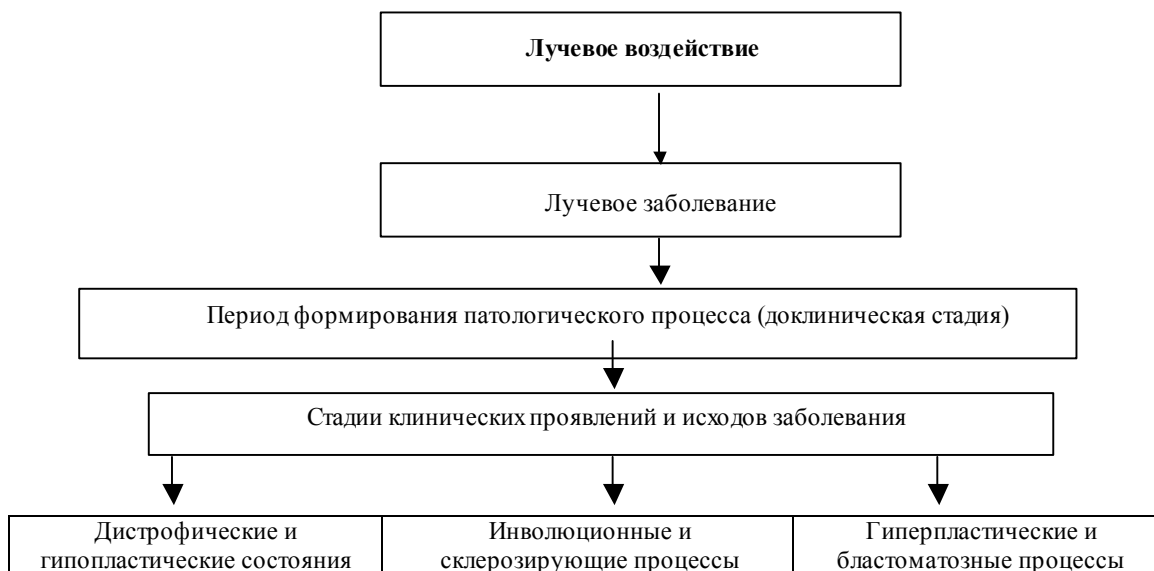 Лучевое воздействие
Лучевое заболевание
Период формирования патологического процесса (доклиническая стадия)
Стадии клинических проявлений и исходов заболевания
Дистрофические и
гипопластические состояния
Инволюционные и
склерозирующие процессы
Гиперпластические и
бластоматозные процессы